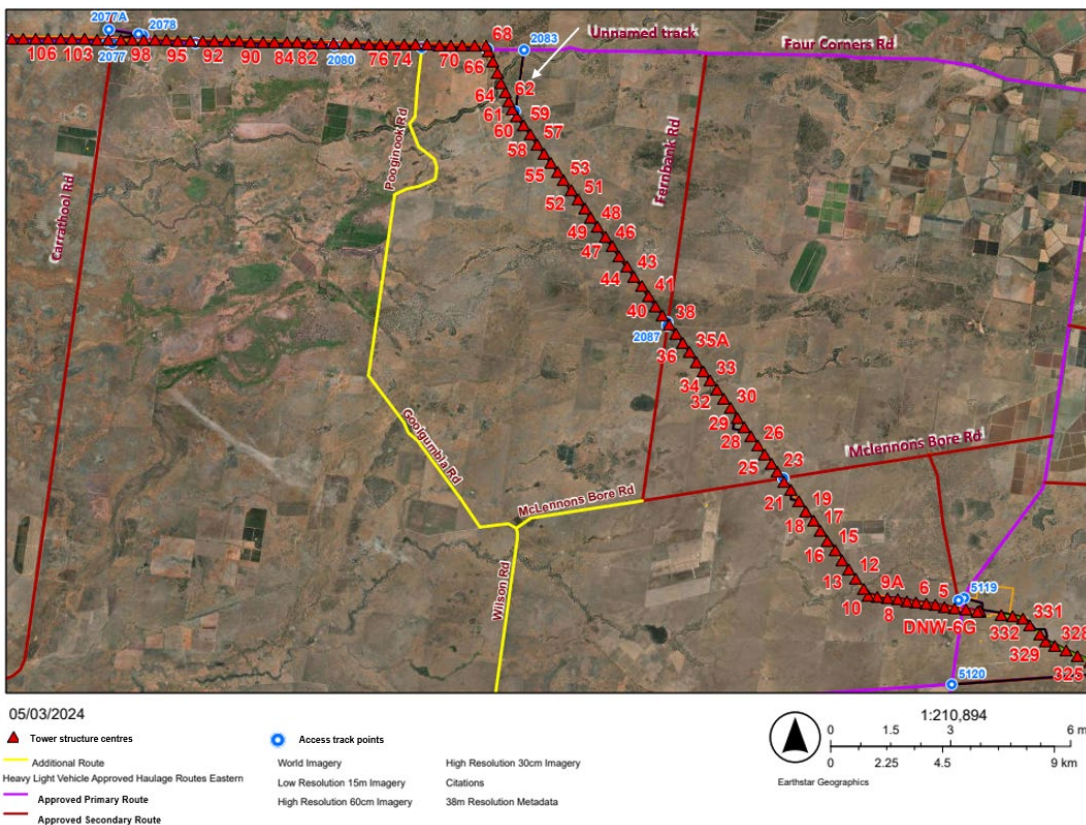 2077A
2078
68
2083
Unnamed track
Four Corners Rd
106 103 2077 98 95 92 90 84 82 2080 76 74 70
66
62
64
61
59
60
57
58
Pooginook Rd
Fernbank Rd
Carrathool Rd
55
53
52
51
48
49
46
47
43
44
41
40
38
2087
35A
36
33
34
32
30
29
28
26
25
23
Mclennons Bore Rd
Goolgumbla Rd
McLennons Bore Rd
21
19
18
17
15
16
12
13
Wilson Rd
9A
10
8
6
5
5119
DNW-6G
332
331
329
328
325
5120
05/03/2024
1:210,894
Tower structure centres
Access track points
0 1.5 3 6 m
0 2.25 4.5 9 km
Additional Route
World Imagery
High Resolution 30cm Imagery
Heavy Light Vehicle Approved Haulage Routes Eastern
Low Resolution 15m Imagery
Citations
Earthstar Geographics
Approved Primary Route
High Resolution 60cm Imagery
38m Resolution Metadata
Approved Secondary Route